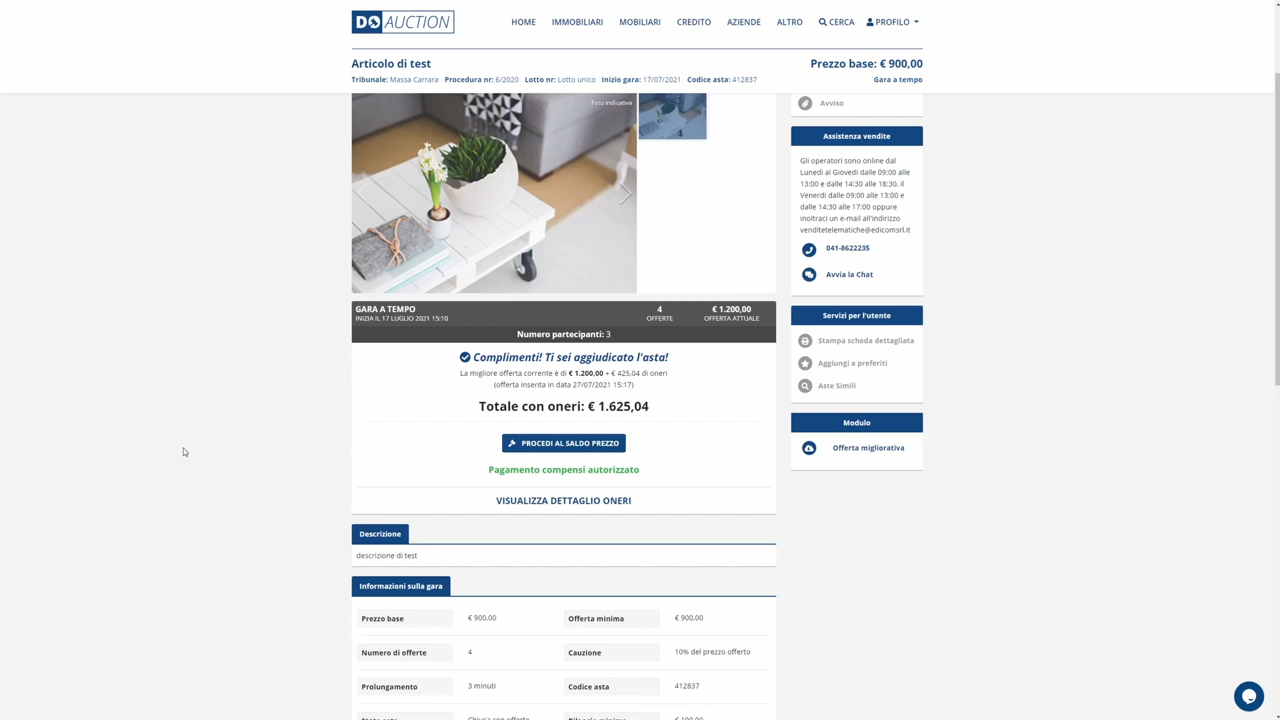 DO AUCTION
HOME IMMOBILIARI MOBILIARI CREDITO AZIENDE ALTRO CERCA PROFILO
Articolo di test
Prezzo base: € 900,00
Tribunale: Massa Carrara Procedura nr: 6/2020 Lotto nr: Lotto unico Inizio gara: 17/07/2021 Codice asta: 412837
Gara a tempo
Foto indicativa
Avviso
Assistenza vendite
Gli operatori sono online dal
Lunedì al Giovedì dalle 09:00 alle
13:00 e dalle 14:30 alle 18:30, il
Venerdì dalle 09:00 alle 13:00 e
dalle 14:30 alle 17:00 oppure
inoltraci un e-mail all'indirizzo
venditetelematiche@edicomsrl.it
041-8622235
Avvia la Chat
Servizi per l'utente
Stampa scheda dettagliata
Aggiungi a preferiti
Aste Simili
Modulo
Offerta migliorativa
GARA A TEMPO
INIZIA IL 17 LUGLIO 2021 15:10
4
OFFERTE
€ 1.200,00
OFFERTA ATTUALE
Numero partecipanti: 3
Complimenti! Ti sei aggiudicato l'asta!
La migliore offerta corrente è di € 1.200,00 + € 425,04 di oneri
(offerta inserita in data 27/07/2021 15:17)
Totale con oneri: € 1.625,04
PROCEDI AL SALDO PREZZO
Pagamento compensi autorizzato
VISUALIZZA DETTAGLIO ONERI
Descrizione
descrizione di test
Informazioni sulla gara
Prezzo base € 900,00 Offerta minima € 900,00
Numero di offerte 4 Cauzione 10% del prezzo offerto
Prolungamento 3 minuti Codice asta 412837